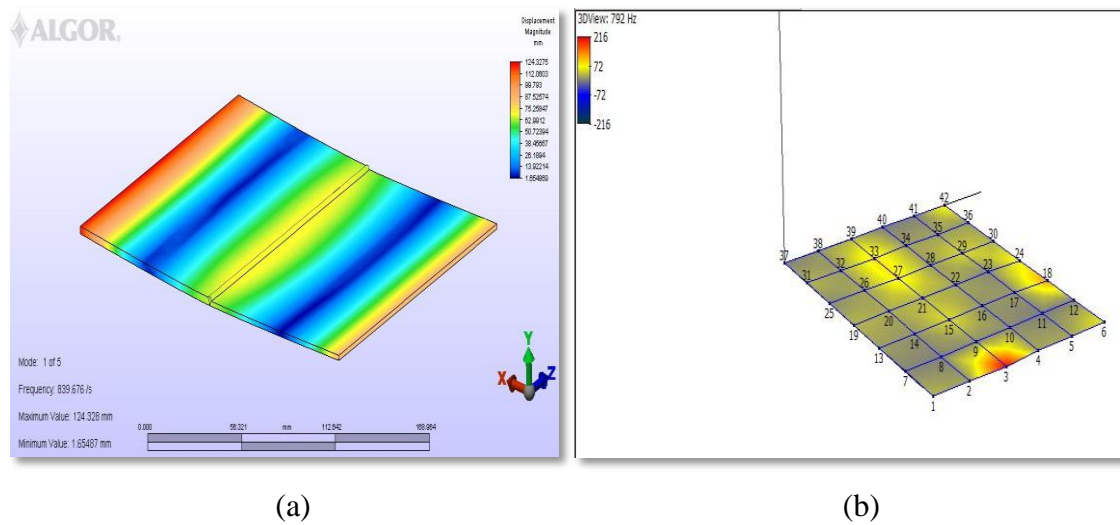 ALGOR
Displacement
Magnitude
mm
124.3275
112.0603
99.793
87.52574
75.25847
62.9912
50.72394
38.45667
26.1894
13.92214
1.654869
Y
X
Z
Mode: 1 of 5
Frequency: 839.676 /s
Maximum Value: 124.328 mm
Minimum Value: 1.65487 mm
0.000 56.321 mm 112.642 168.964
(a)
3DView: 792 Hz
216
72
-72
-216
42
41 36
40 35 30
39 34 29 24
38 33 28 23 18
37 32 27 22 17 12
31 26 21 16 11 6
25 20 15 10 5
19 14 9 4
13 8 3
7 2
1
(b)